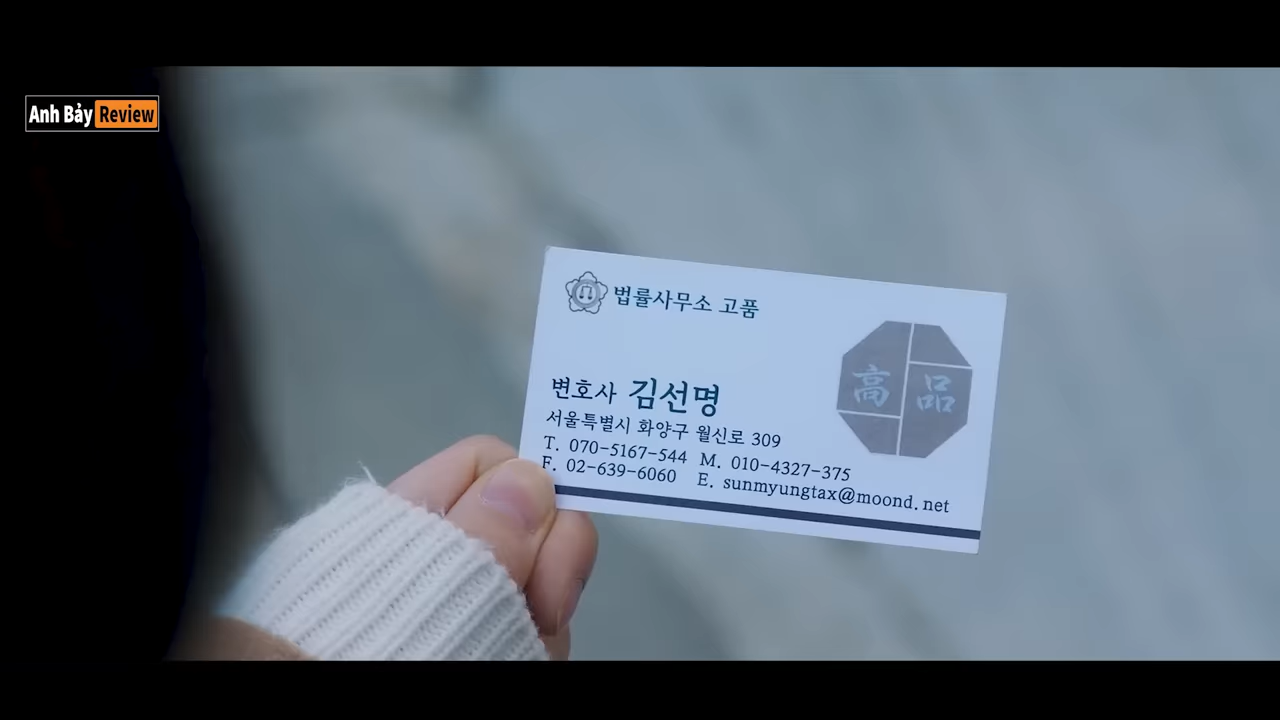 Anh Bảy Review
법률사무소 고품
高品
변호사 김선명
서울특별시 화양구 월신로 309
T. 070-5167-544 M. 010-4327-375
F. 02-639-6060 E. sunmyungtax@moond.net